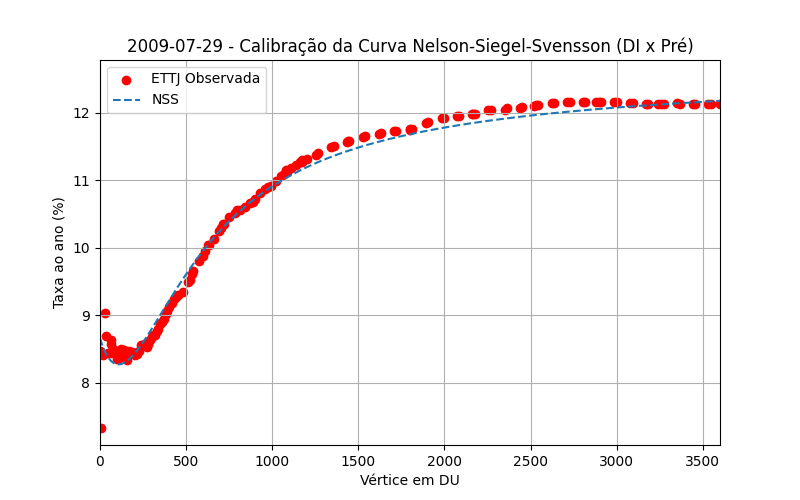 2009-07-29 - Calibração da Curva Nelson-Siegel-Svensson (DI x Pré)
ETTJ Observada
NSS
Taxa ao ano (%)
12
11
10
9
8
0 500 1000 1500 2000 2500 3000 3500
Vértice em DU